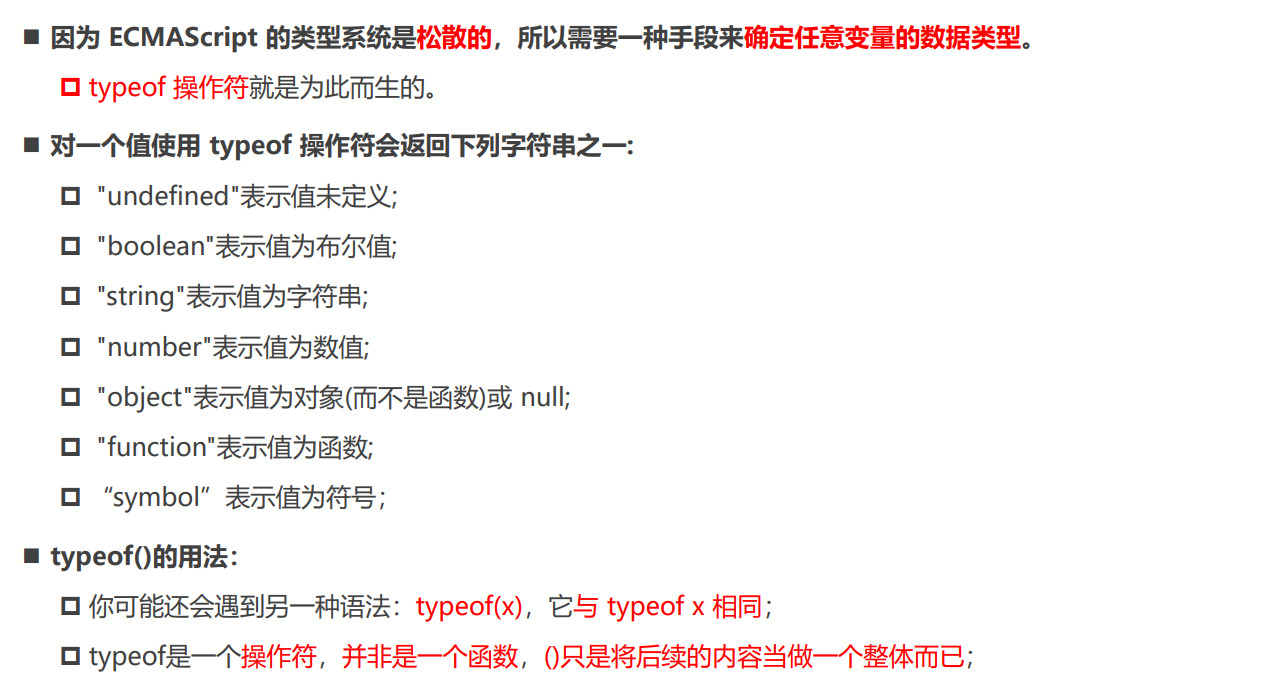 因为 ECMAScript 的类型系统是松散的，所以需要一种手段来确定任意变量的数据类型。
typeof 操作符就是为此而生的。
对一个值使用 typeof 操作符会返回下列字符串之一:
"undefined"表示值未定义;
"boolean"表示值为布尔值;
"string"表示值为字符串;
"number"表示值为数值;
"object"表示值为对象(而不是函数)或 null;
"function"表示值为函数;
“symbol”表示值为符号；
typeof()的用法：
你可能还会遇到另一种语法：typeof(x)，它与 typeof x 相同；
typeof是一个操作符，并非是一个函数，()只是将后续的内容当做一个整体而已；